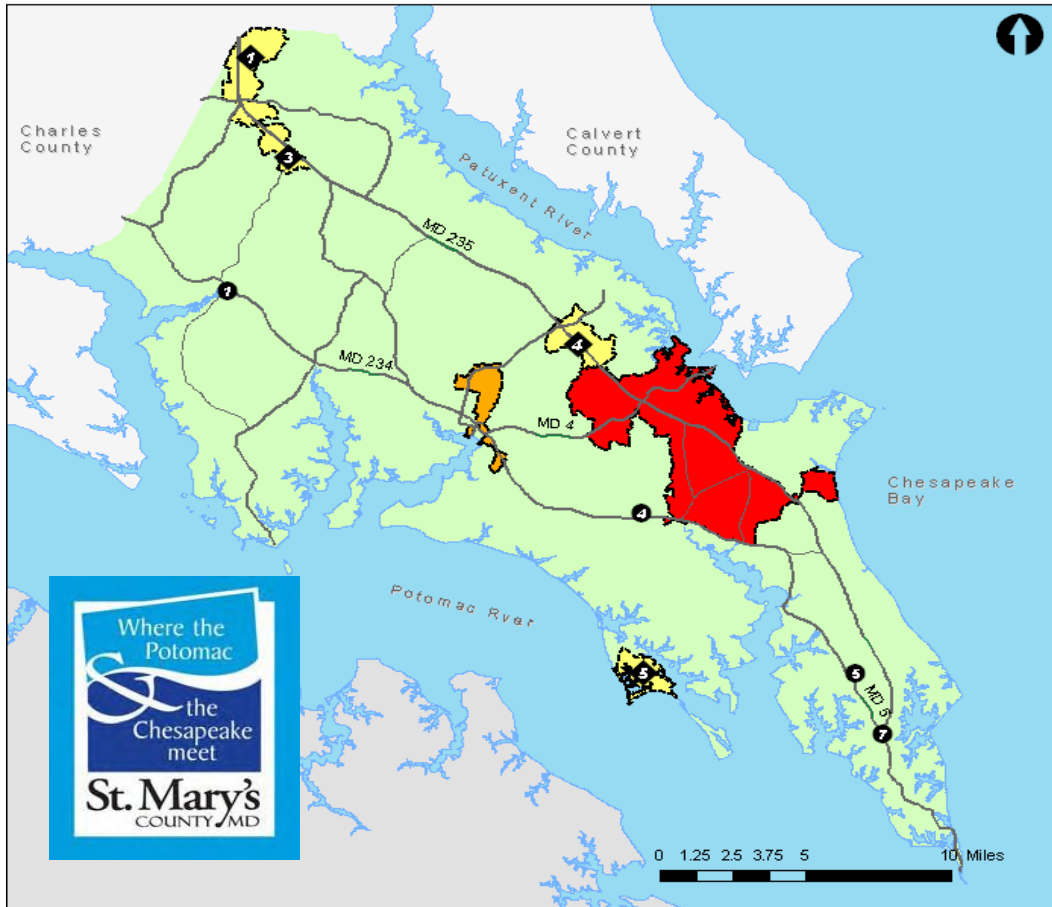 1
Charles
County
Calvert
County
3
Patuxent River
MD 235
1
4
MD 234
MD 4
Chesapeake
Bay
4
Potomac River
5
5
MD 5
7
Where the
Potomac
&
the
Chesapeake
meet
St. Mary's
COUNTY, MD
0 1.25 2.5 3.75 5 10 Miles